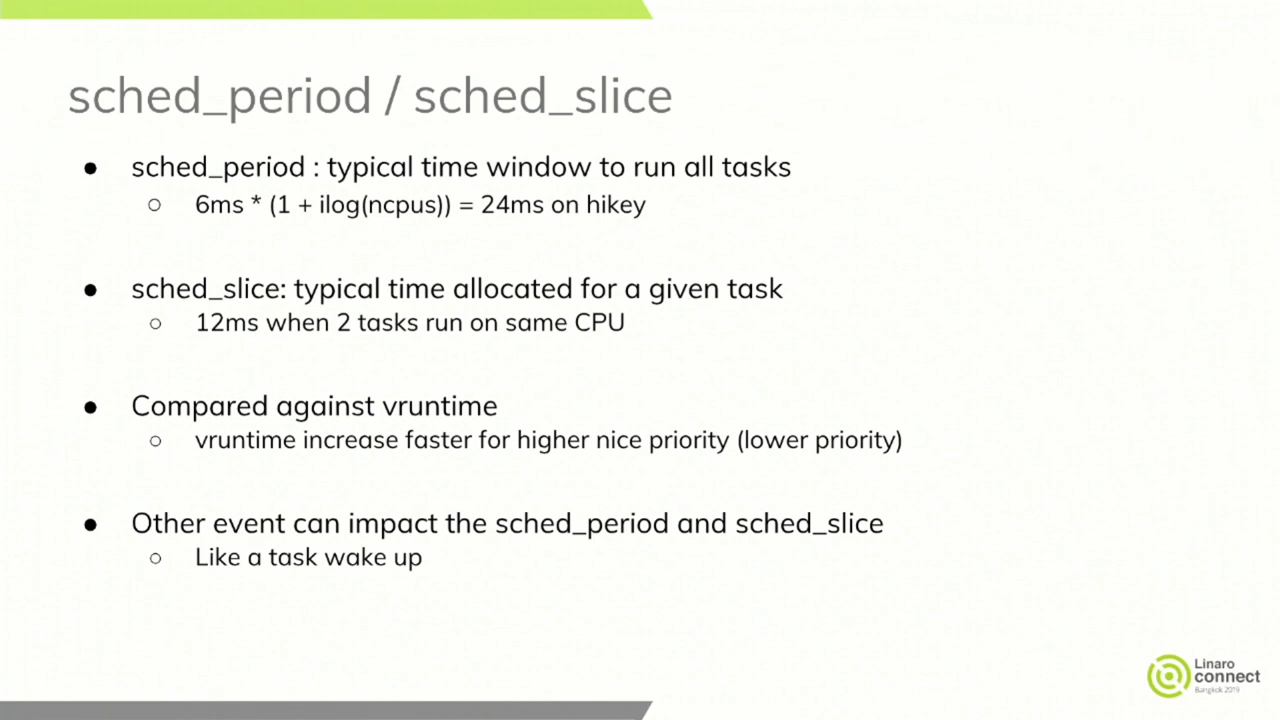 sched_period / sched_slice
● sched_period : typical time window to run all tasks
○ 6ms * (1 + ilog(ncpus)) = 24ms on hikey
● sched_slice: typical time allocated for a given task
○ 12ms when 2 tasks run on same CPU
● Compared against vruntime
○ vruntime increase faster for higher nice priority (lower priority)
● Other event can impact the sched_period and sched_slice
○ Like a task wake up
Linaro
connect
Bangkok 2019